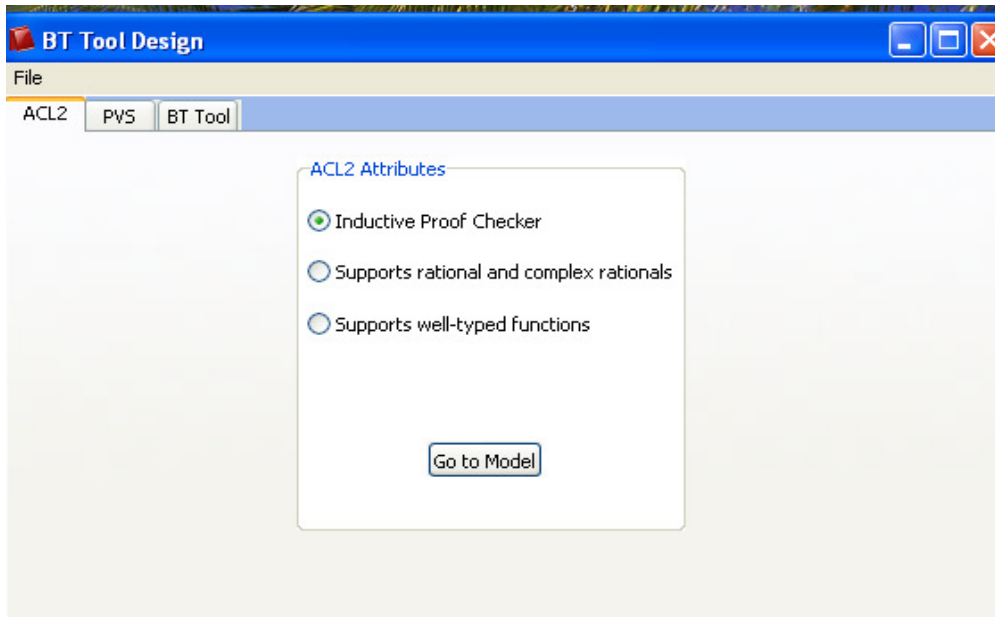 BT Tool Design
File
ACL2 PVS BT Tool
ACL2 Attributes
Inductive Proof Checker
Supports rational and complex rationals
Supports well-typed functions
Go to Model